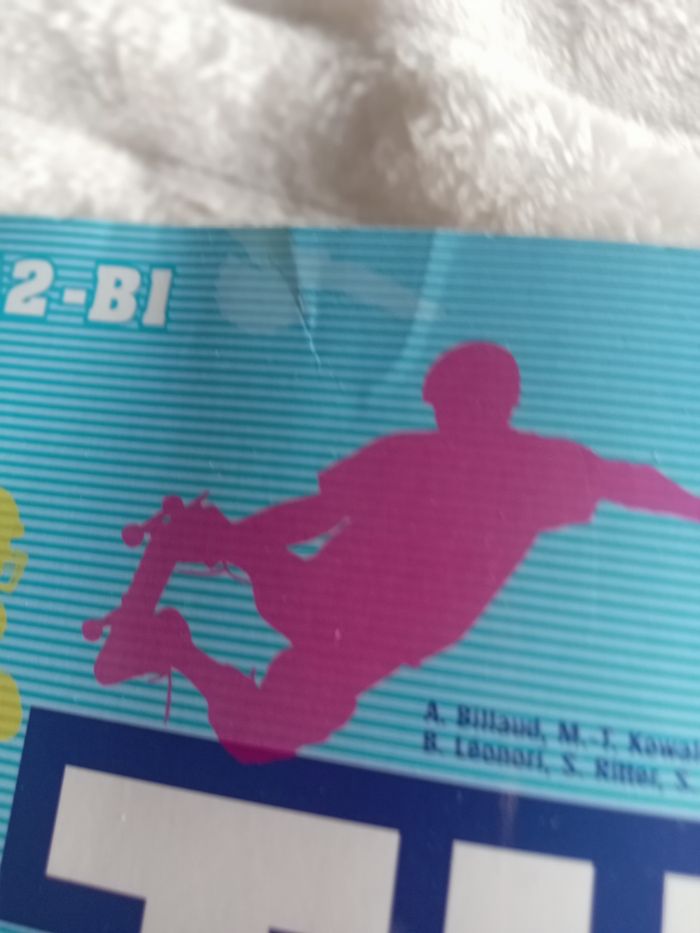 2-B1
A. Billaud, M.-T. Kowal
B. Léonori, S. Ritter, S.